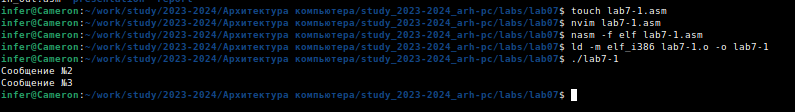 infer@Cameron:~/work/study/2023-2024/Архитектура компьютера/study_2023-2024_arh-pc/labs/lab07$ touch lab7-1.asm
infer@Cameron:~/work/study/2023-2024/Архитектура компьютера/study_2023-2024_arh-pc/labs/lab07$ nvim lab7-1.asm
infer@Cameron:~/work/study/2023-2024/Архитектура компьютера/study_2023-2024_arh-pc/labs/lab07$ nasm -f elf lab7-1.asm
infer@Cameron:~/work/study/2023-2024/Архитектура компьютера/study_2023-2024_arh-pc/labs/lab07$ ld -m elf_i386 lab7-1.o -o lab7-1
infer@Cameron:~/work/study/2023-2024/Архитектура компьютера/study_2023-2024_arh-pc/labs/lab07$ ./lab7-1
Сообщение №2
Сообщение №3
infer@Cameron:~/work/study/2023-2024/Архитектура компьютера/study_2023-2024_arh-pc/labs/lab07$